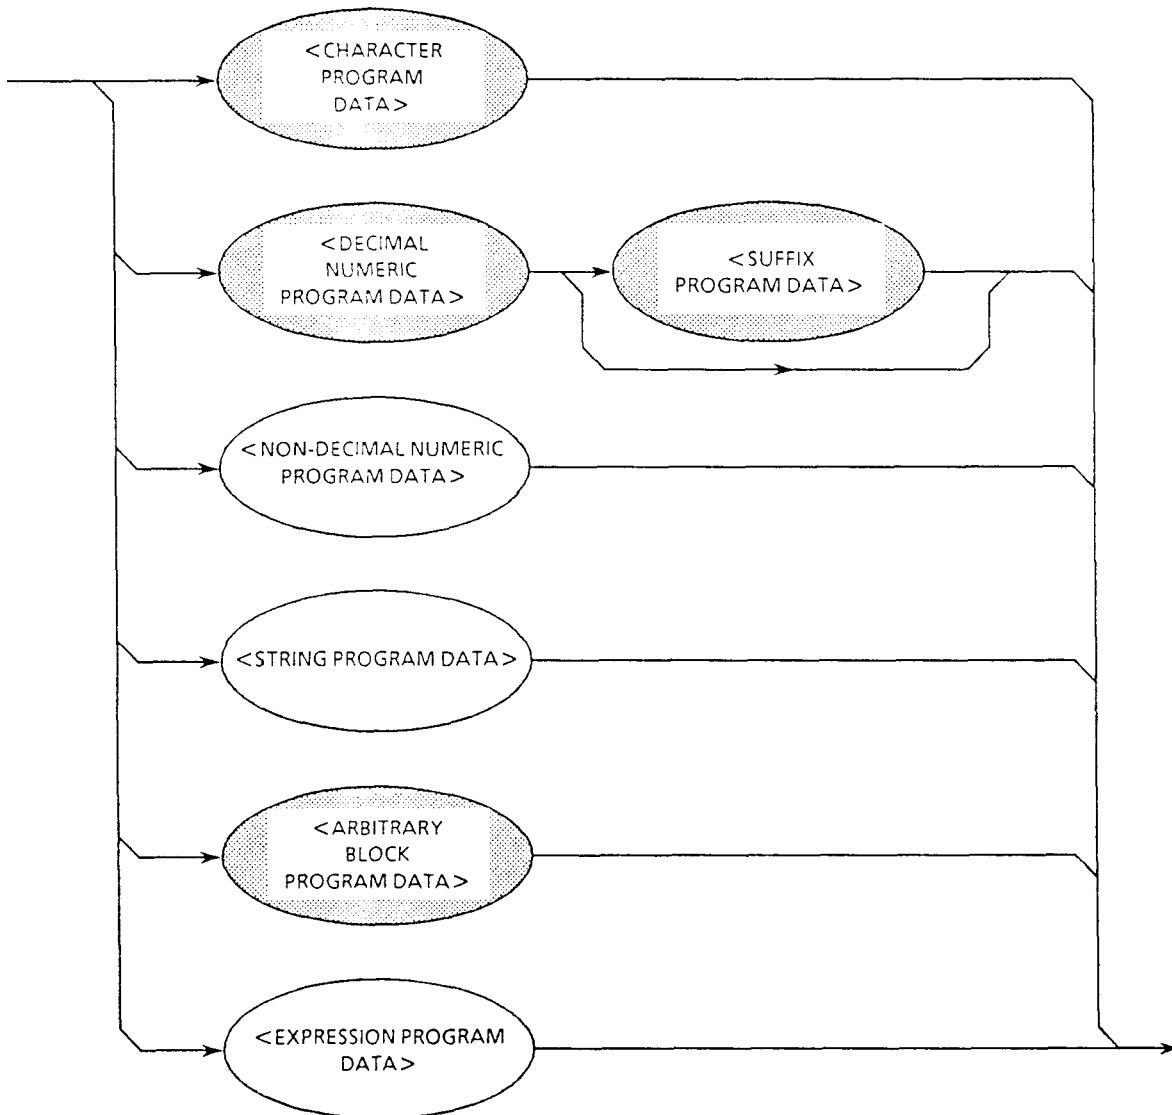 <CHARACTER
PROGRAM
DATA>
<DECIMAL
NUMERIC
PROGRAM DATA>
<SUFFIX
PROGRAM DATA>
<NON-DECIMAL NUMERIC
PROGRAM DATA>
<STRING PROGRAM DATA>
<ARBITRARY
BLOCK
PROGRAM DATA>
<EXPRESSION PROGRAM
DATA>